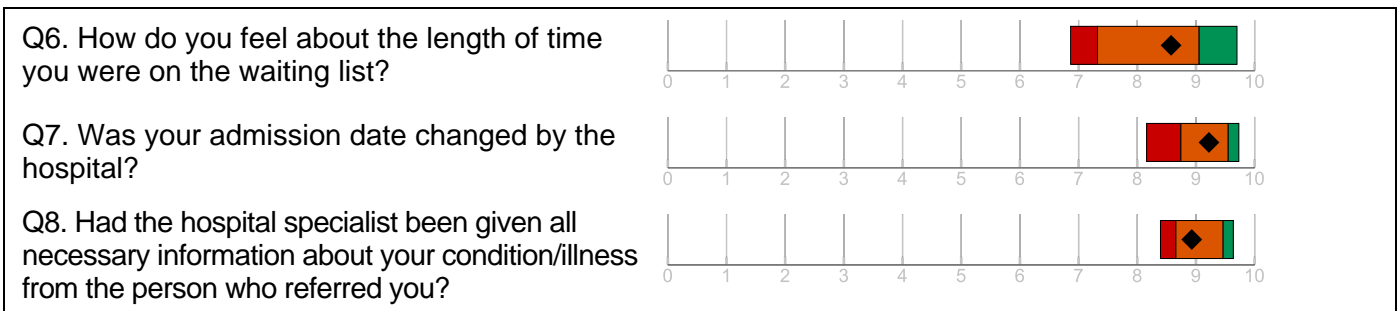 Q6. How do you feel about the length of time
you were on the waiting list?
0 1 2 3 4 5 6 7 8 9 10
Q7. Was your admission date changed by the
hospital?
0 1 2 3 4 5 6 7 8 9 10
Q8. Had the hospital specialist been given all
necessary information about your condition/illness
from the person who referred you?
0 1 2 3 4 5 6 7 8 9 10